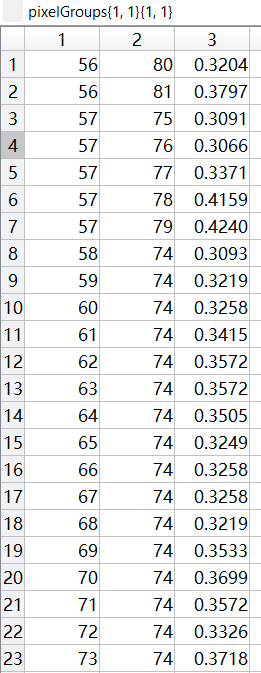 pixelGroups{1, 1}{1, 1}
1 2 3
1 56 80 0.3204
2 56 81 0.3797
3 57 75 0.3091
4 57 76 0.3066
5 57 77 0.3371
6 57 78 0.4159
7 57 79 0.4240
8 58 74 0.3093
9 59 74 0.3219
10 60 74 0.3258
11 61 74 0.3415
12 62 74 0.3572
13 63 74 0.3572
14 64 74 0.3505
15 65 74 0.3249
16 66 74 0.3258
17 67 74 0.3258
18 68 74 0.3219
19 69 74 0.3533
20 70 74 0.3699
21 71 74 0.3572
22 72 74 0.3326
23 73 74 0.3718